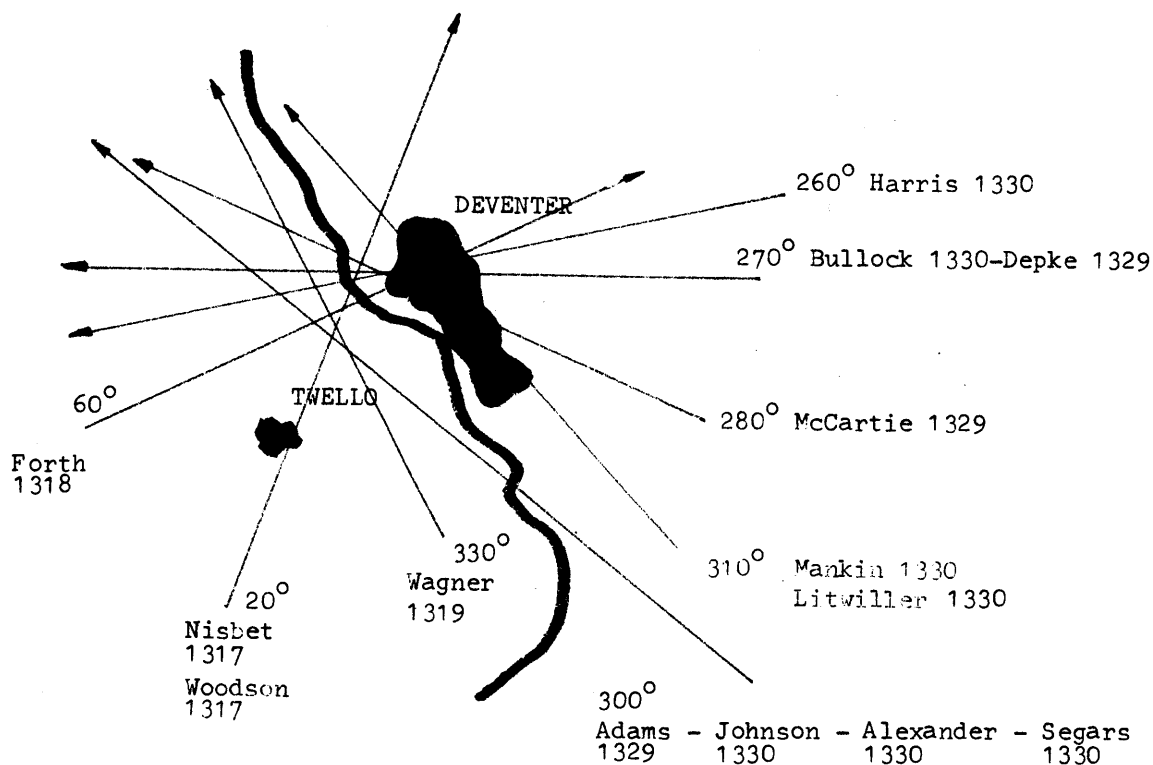 DEVENTER
260° Harris 1330
270° Bullock 1330-Depke 1329
TWELLO
60°
Forth
1318
280° McCartie 1329
330°
Wagner
1319
310° Mankin 1330
Litwiller 1330
20°
Nisbet
1317
Woodson
1317
300°
Adams - Johnson - Alexander - Segars
1329 1330 1330 1330